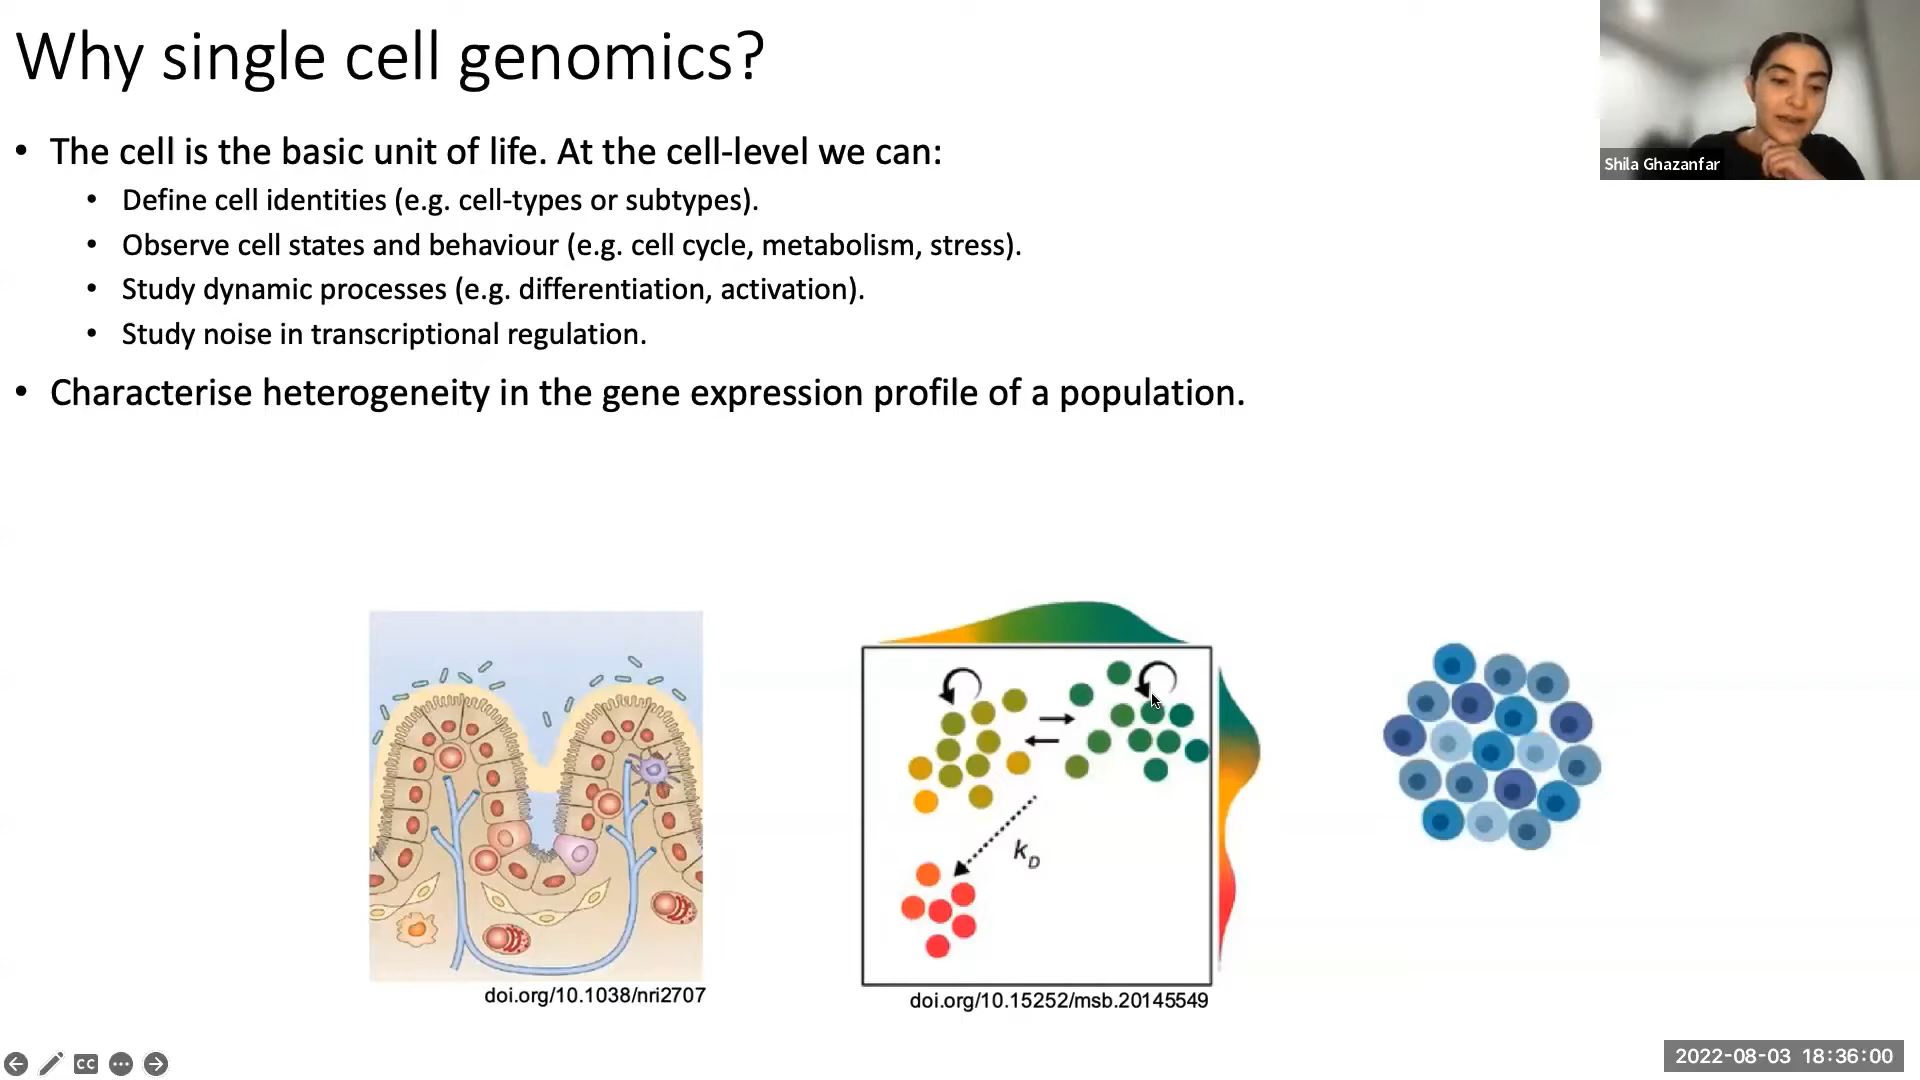 Why single cell genomics?
• The cell is the basic unit of life. At the cell-level we can:
• Define cell identities (e.g. cell-types or subtypes).
• Observe cell states and behaviour (e.g. cell cycle, metabolism, stress).
• Study dynamic processes (e.g. differentiation, activation).
• Study noise in transcriptional regulation.
• Characterise heterogeneity in the gene expression profile of a population.
Shila Ghazanfar
kD
doi.org/10.1038/nri2707
doi.org/10.15252/msb.20145549
CC
2022-08-03 18:36:00